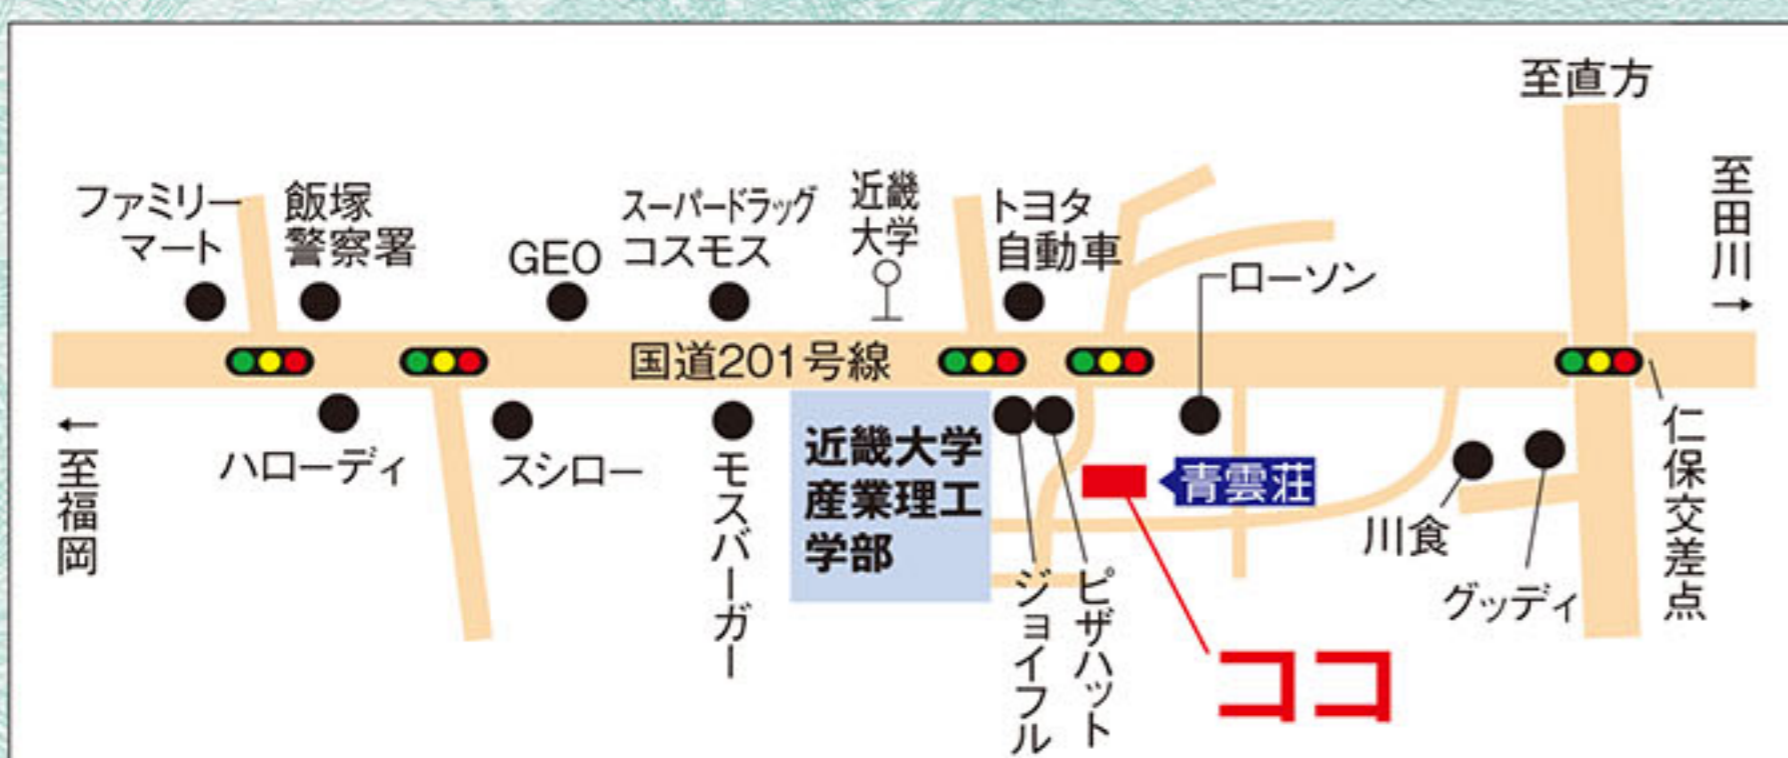 至直方
至田川→
ファミリー
マート
飯塚
警察署
GEO
スーパードラッグ
コスモス
近畿
大学
トヨタ
自動車
ローソン
国道201号線
←至福岡
ハローディ
スシロー
モスバーガー
近畿大学
産業理工
学部
ジョイフル
ピザハット
青雲荘
ココ
川食
グッディ
仁保交差点